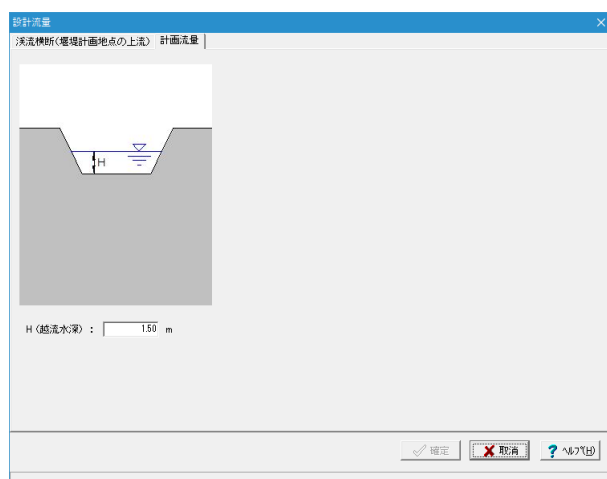 設計流量
渓流横断(堰堤計画地点の上流) 計画流量
H
H(越流水深) : 1.50 m
確定 取消 ? ヘルプ(H)